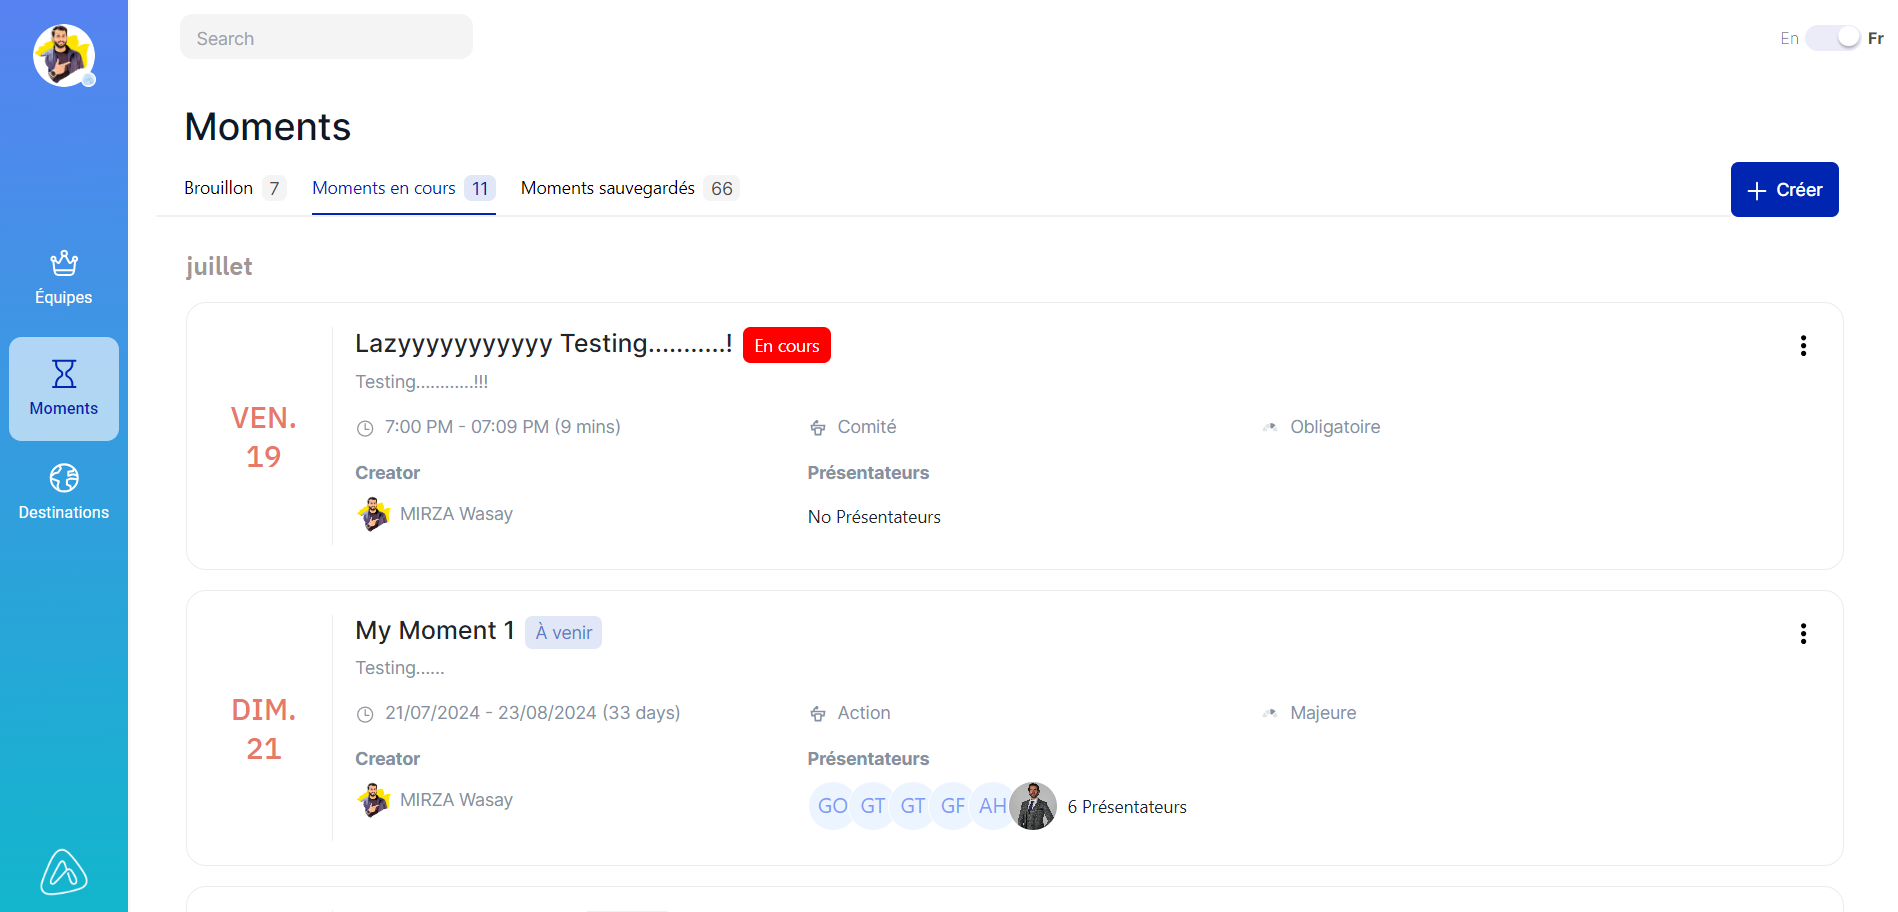 Search
En Fr
Moments
Brouillon 7 Moments en cours 11 Moments sauvegardés 66
+ Créer
Équipes
Moments
Destinations
juillet
VEN.
19
Lazyyyyyyyyyyy Testing...........! En cours
Testing............!!!
7:00 PM - 07:09 PM (9 mins) Comité Obligatoire
Creator Présentateurs
MIRZA Wasay No Présentateurs
DIM.
21
My Moment 1 À venir
Testing......
21/07/2024 - 23/08/2024 (33 days) Action Majeure
Creator Présentateurs
MIRZA Wasay GO GT GT GF AH 6 Présentateurs